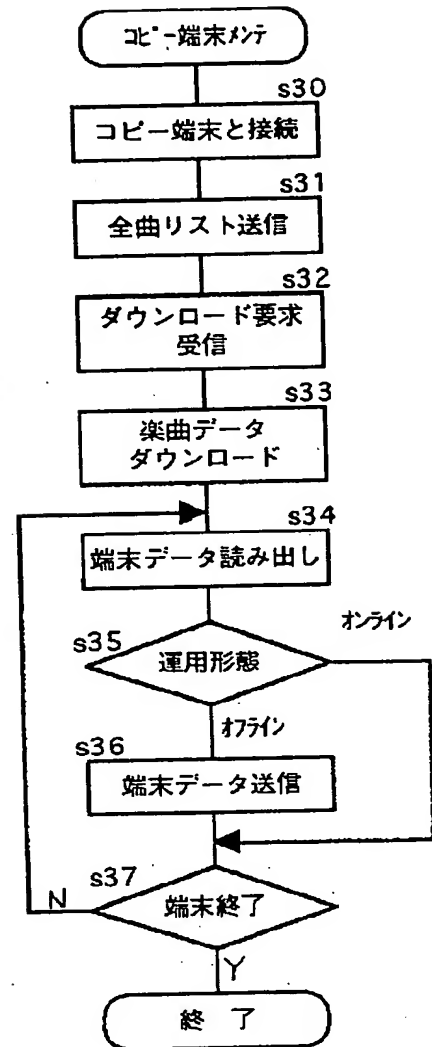 コピー端末メンテ
s30
コピー端末と接続
s31
全曲リスト送信
s32
ダウンロード要求
受信
s33
楽曲データ
ダウンロード
s34
端末データ読み出し
オンライン
s35
運用形態
オフライン
s36
端末データ送信
s37
N
端末終了
Y
終了